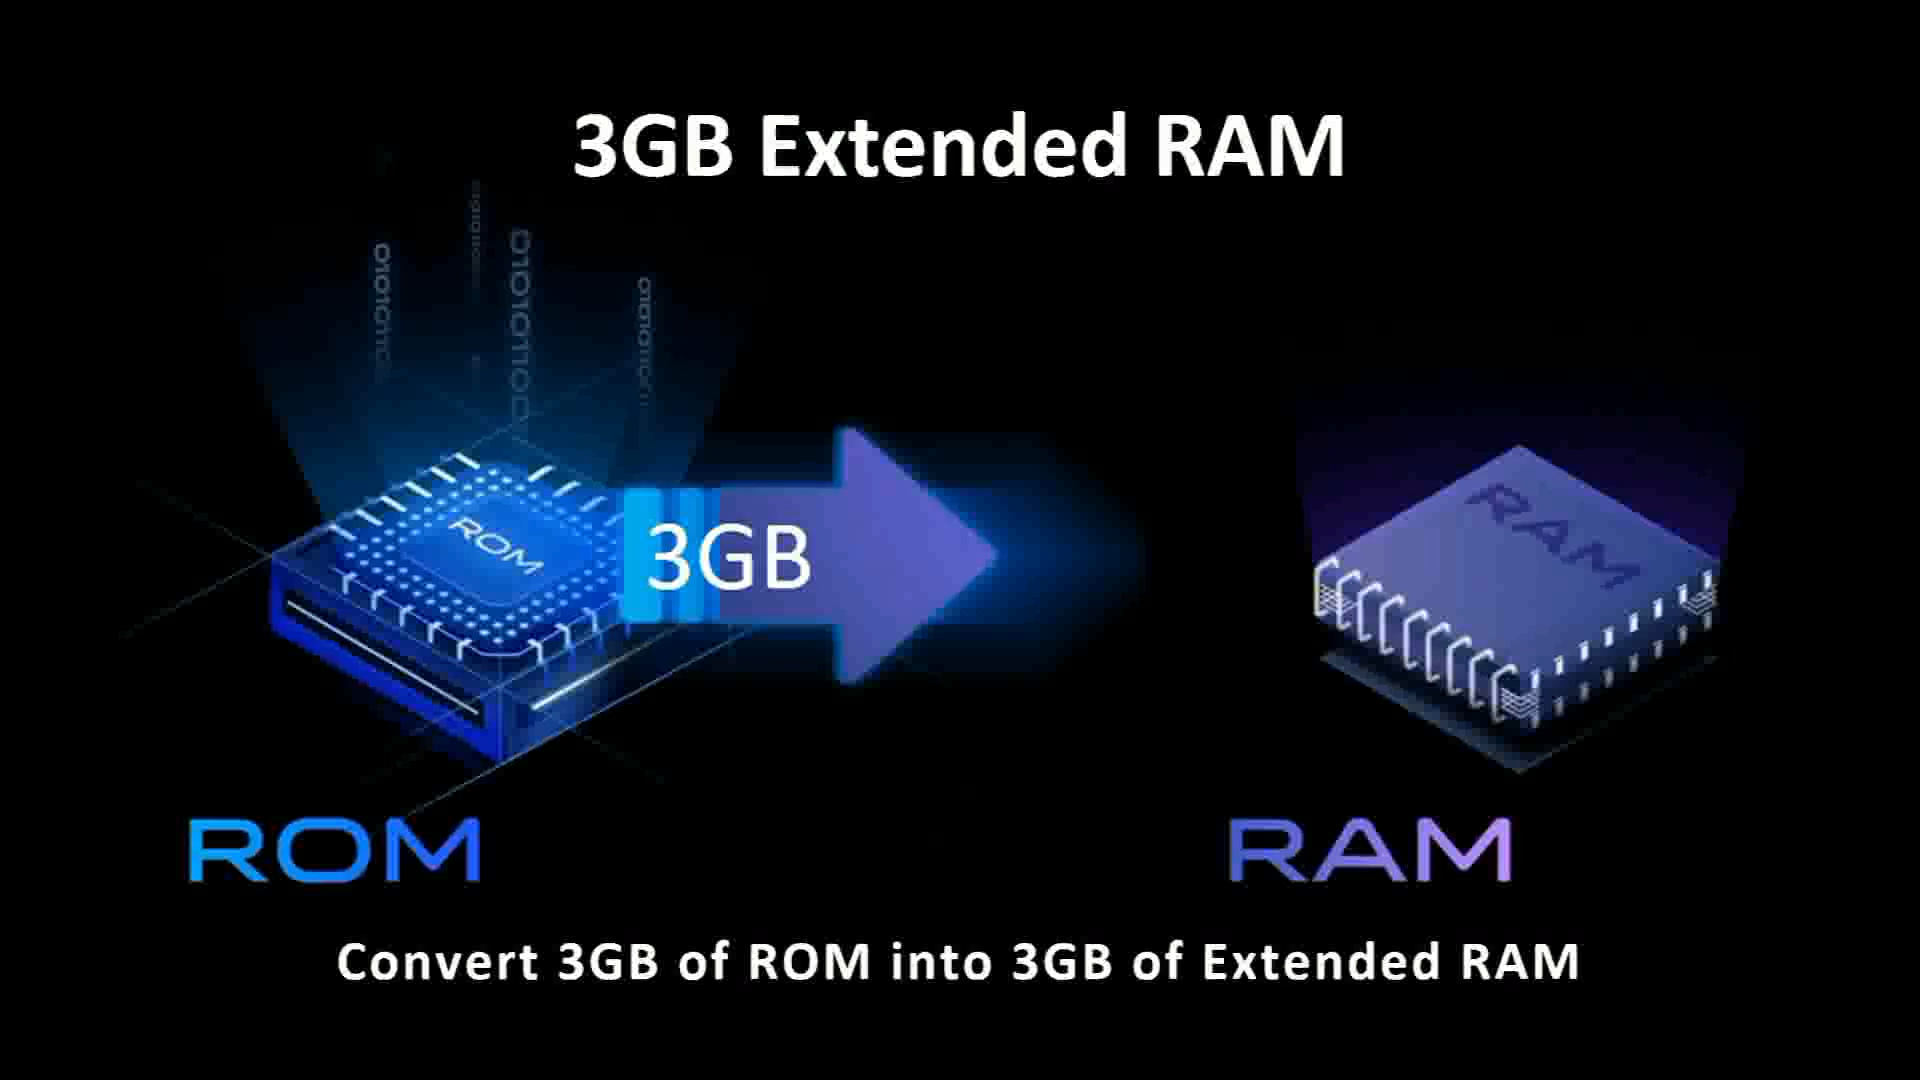 3GB Extended RAM
ROM
3GB
RAM
ROM
RAM
Convert 3GB of ROM into 3GB of Extended RAM